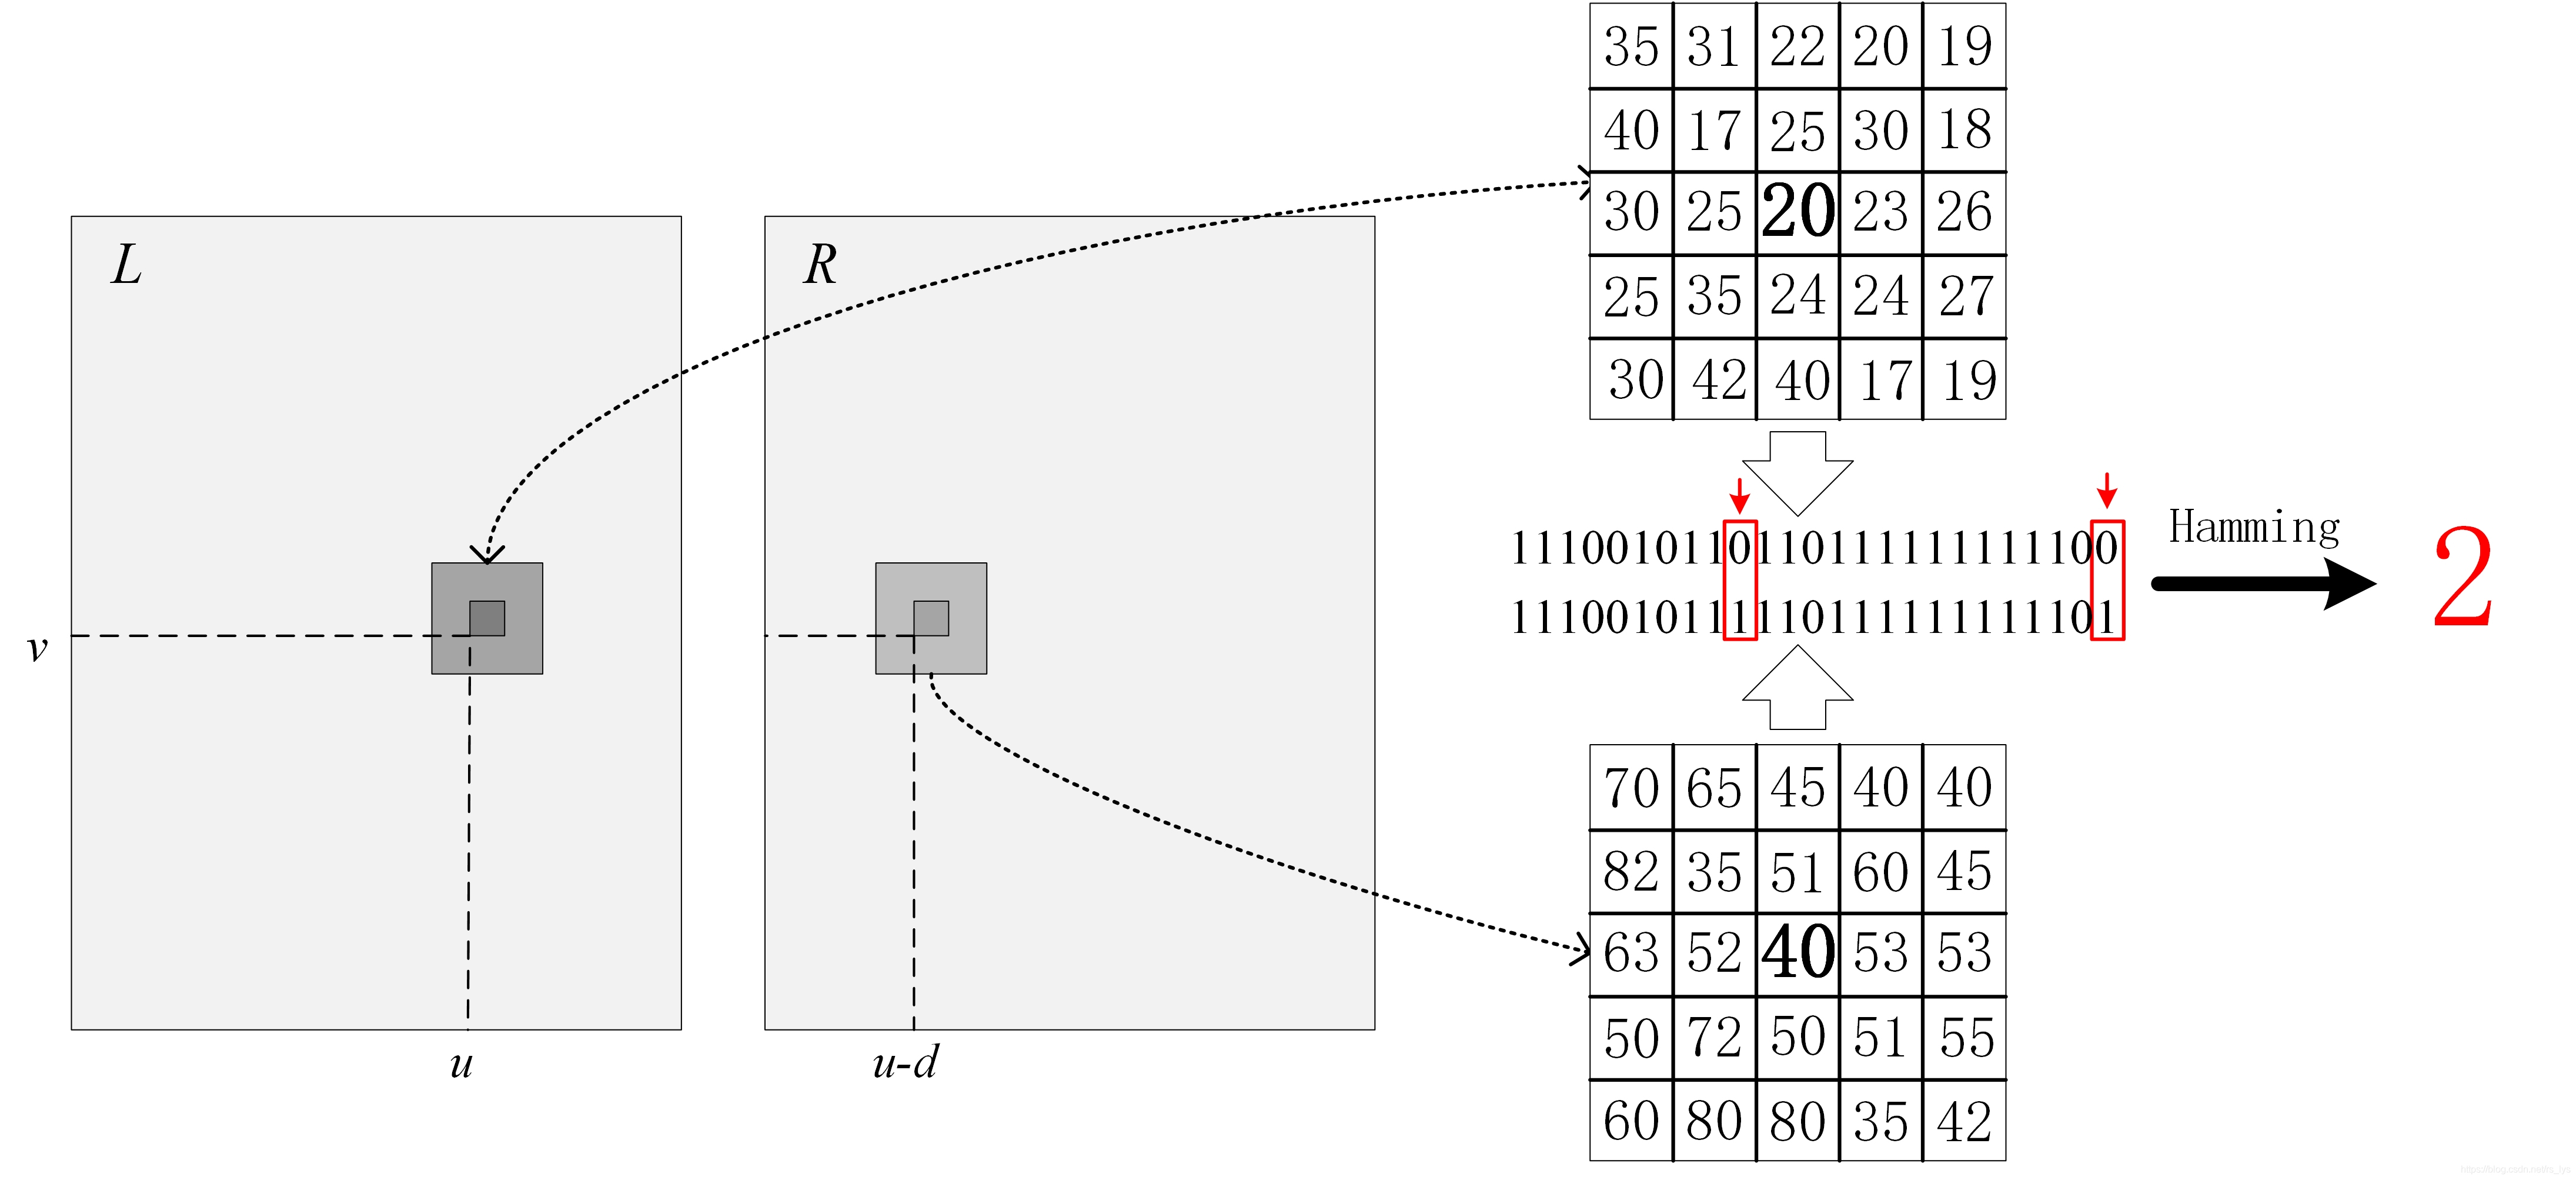 35 31 22 20 19
40 17 25 30 18
30 25 20 23 26
25 35 24 24 27
30 42 40 17 19
L
R
v
u
u-d
1110010110110111111111100
1110010111110111111111101
Hamming
2
70 65 45 40 40
82 35 51 60 45
63 52 40 53 53
50 72 50 51 55
60 80 80 35 42